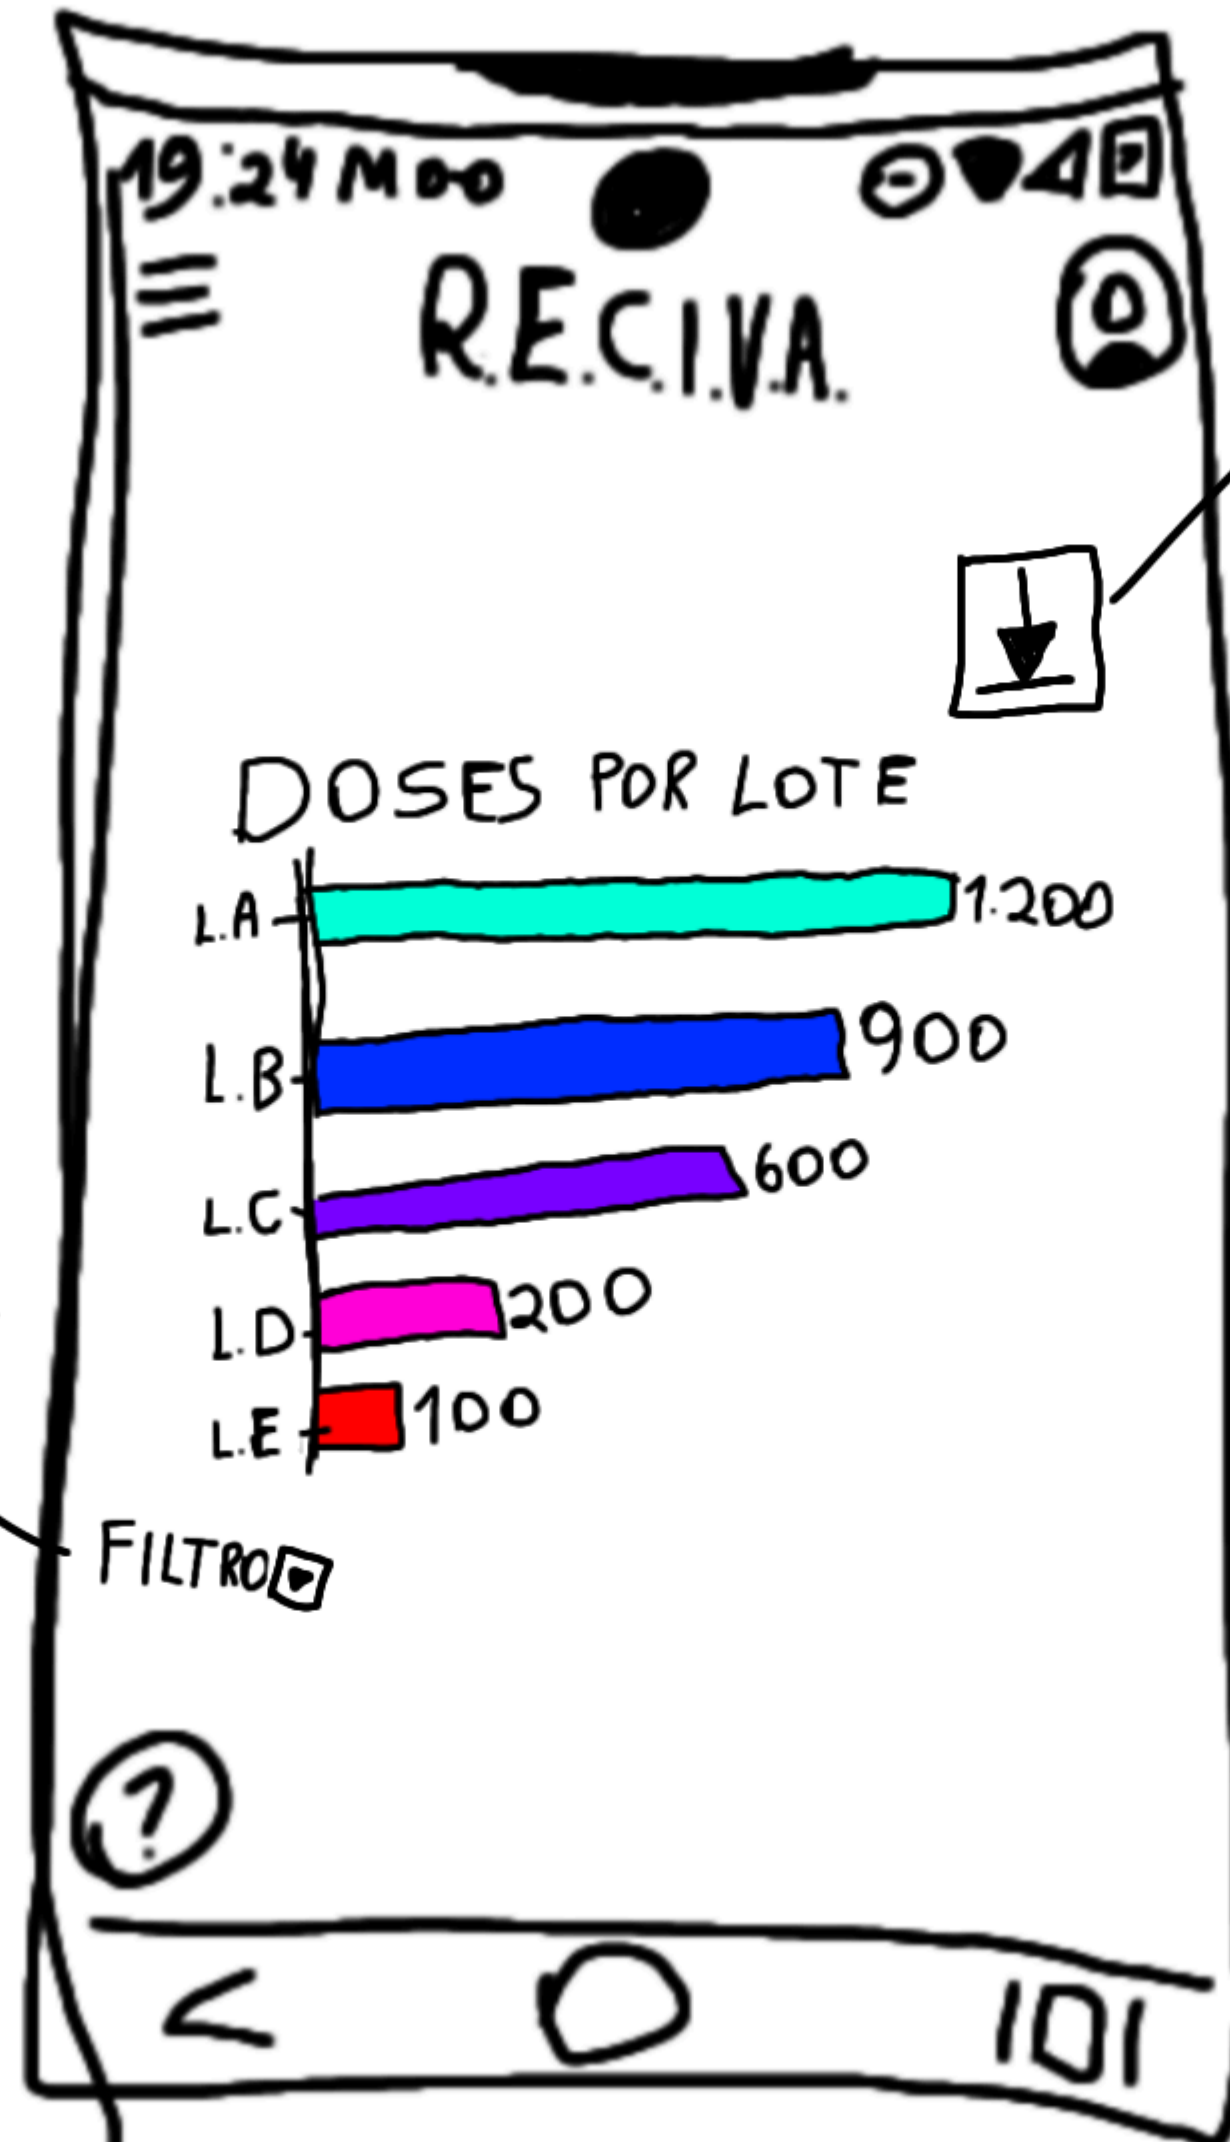 19:24 M
R.E.C.I.V.A.
DOSES POR LOTE
L.A 1.200
L.B 900
L.C 600
L.D 200
L.E 100
FILTRO
?